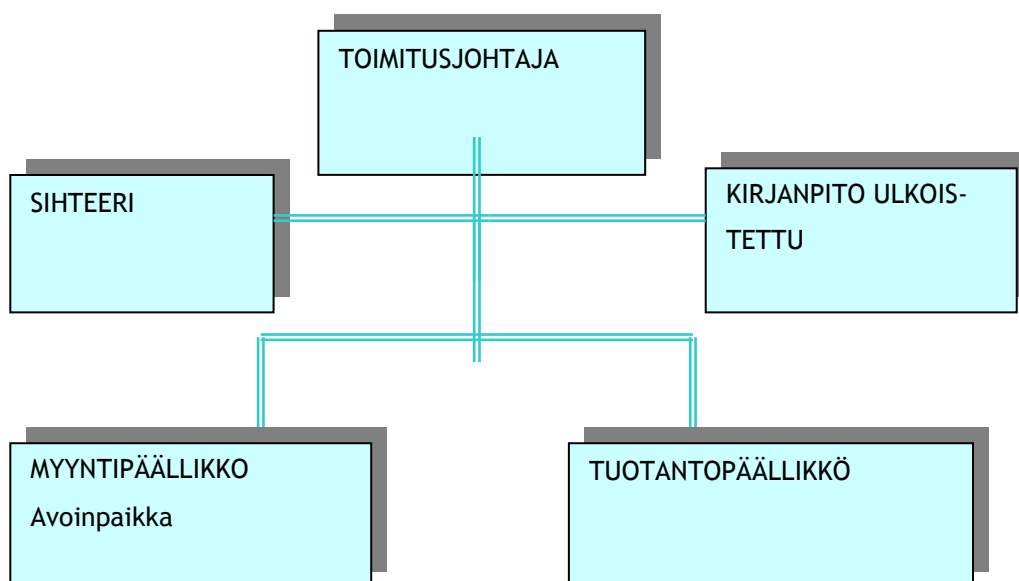 TOIMITUSJOHTAJA
SIHTEERI
KIRJANPITO ULKOIS-
TETTU
MYYNTIPÄÄLLIKKO
Avoinpaikka
TUOTANTOPÄÄLLIKKÖ